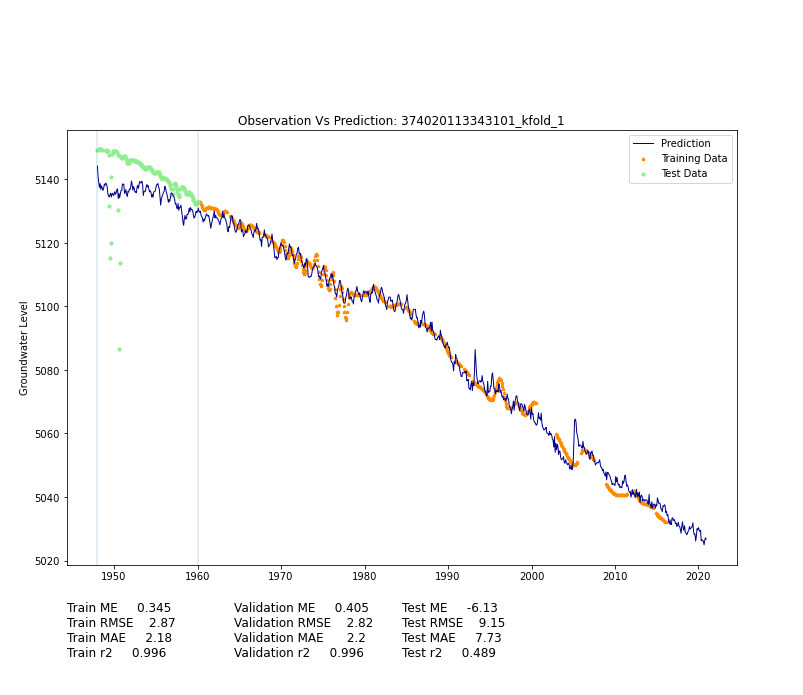 Observation Vs Prediction: 374020113343101_kfold_1
Prediction
Training Data
Test Data
Groundwater Level
5140
5120
5100
5080
5060
5040
5020
1950 1960 1970 1980 1990 2000 2010 2020
Train ME 0.345 Validation ME 0.405 Test ME -6.13
Train RMSE 2.87 Validation RMSE 2.82 Test RMSE 9.15
Train MAE 2.18 Validation MAE 2.2 Test MAE 7.73
Train r2 0.996 Validation r2 0.996 Test r2 0.489